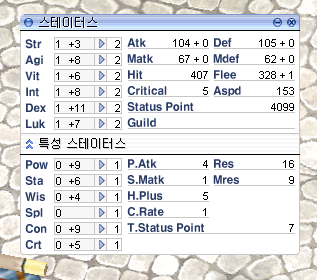 스테이터스
Str 1 +3 2 Atk 104 + 0 Def 105 + 0
Agi 1 +8 2 Matk 67 + 0 Mdef 62 + 0
Vit 1 +6 2 Hit 407 Flee 328 + 1
Int 1 +8 2 Critical 5 Aspd 153
Dex 1 +11 2 Status Point 4099
Luk 1 +7 2 Guild
특성 스테이터스
Pow 0 +9 1 P.Atk 4 Res 16
Sta 0 +6 1 S.Matk 1 Mres 9
Wis 0 +4 1 H.Plus 5
Spl 0 1 C.Rate 1
Con 0 +9 1 T.Status Point 7
Crt 0 +5 1